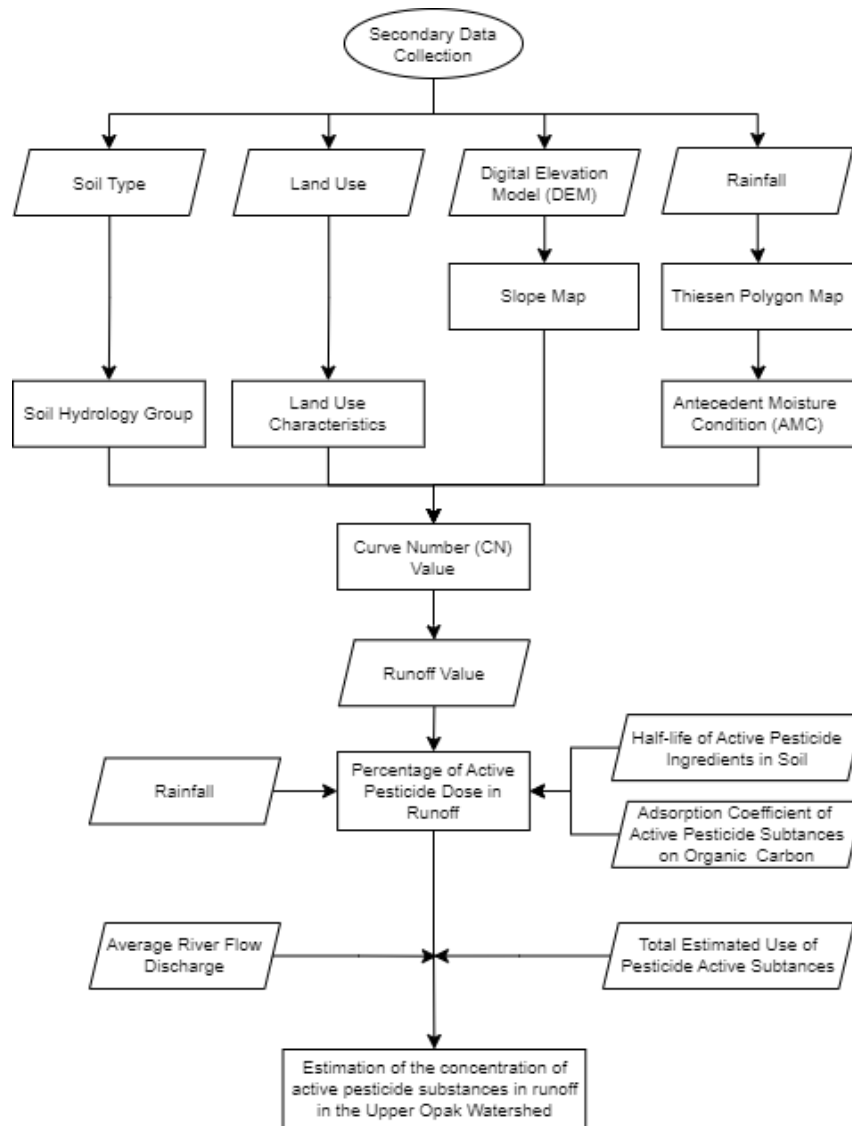 Secondary Data
Collection
Soil Type
Land Use
Digital Elevation
Model (DEM)
Rainfall
Slope Map
Thiesen Polygon Map
Soil Hydrology Group
Land Use
Characteristics
Antecedent Moisture
Condition (AMC)
Curve Number (CN)
Value
Runoff Value
Rainfall
Percentage of Active
Pesticide Dose in
Runoff
Half-life of Active Pesticide
Ingredients in Soil
Adsorption Coefficient of
Active Pesticide Subtances
on Organic Carbon
Average River Flow
Discharge
Total Estimated Use of
Pesticide Active Subtances
Estimation of the concentration of
active pesticide substances in runoff
in the Upper Opak Watershed